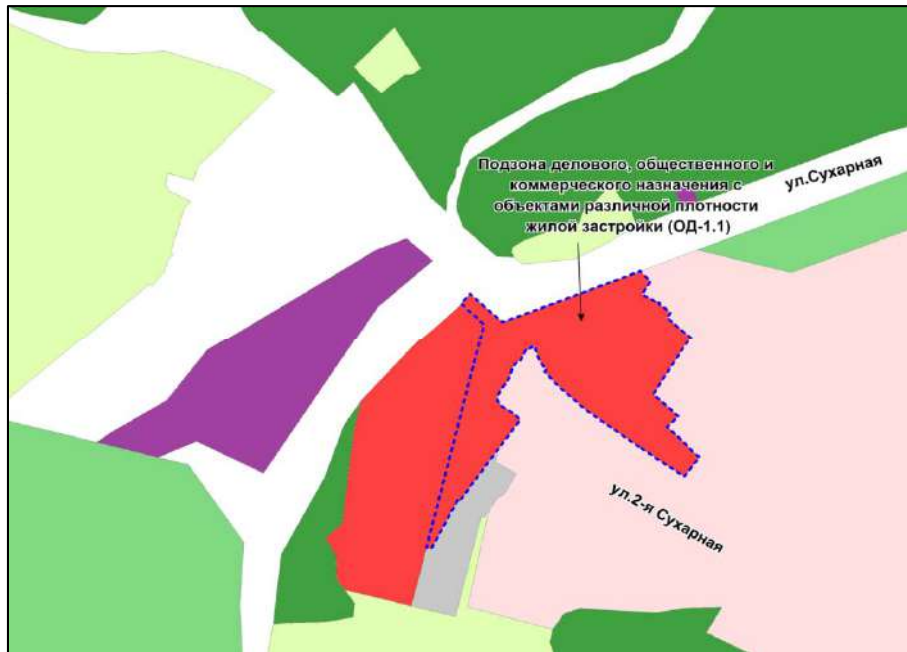 Подзона делового, общественного и
коммерческого назначения с
объектами различной плотности
жилой застройки (ОД-1.1)
ул.Сухарная
ул.2-я Сухарная